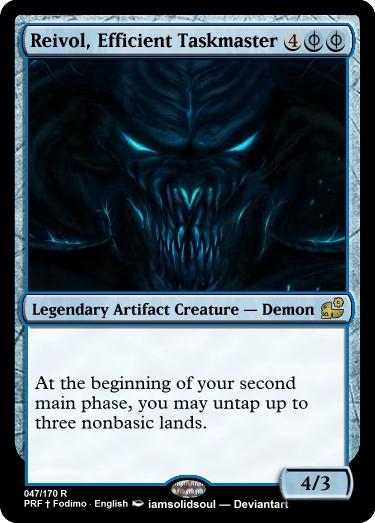 Reivol, Efficient Taskmaster 4
Legendary Artifact Creature — Demon
At the beginning of your second
main phase, you may untap up to
three nonbasic lands.
4/3
047/170 R
PRF † Fodimo · English iamsolidsoul — Deviantart